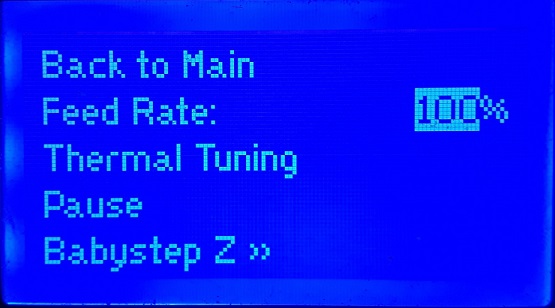 Back to Main
Feed Rate: 100%
Thermal Tuning
Pause
Babystep Z »